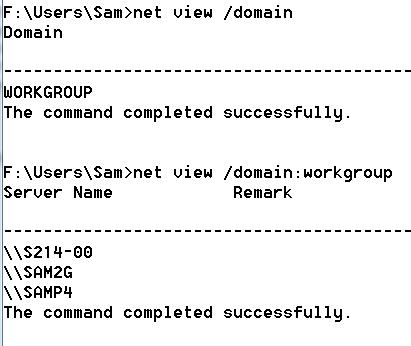 F:\Users\Sam>net view /domain
Domain
-----------------------------------------
WORKGROUP
The command completed successfully.
F:\Users\Sam>net view /domain:workgroup
Server Name            Remark
-----------------------------------------
\\S214-00
\\SAM2G
\\SAMP4
The command completed successfully.